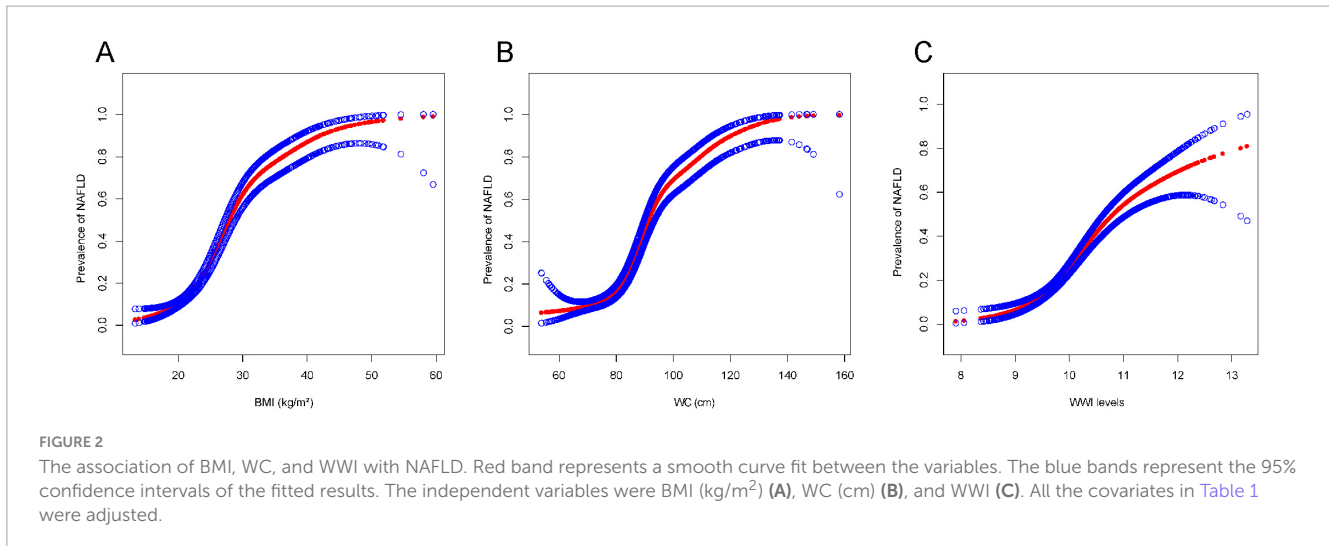 A
B
C
Prevalence of NAFLD
0.0 0.2 0.4 0.6 0.8 1.0
20 30 40 50 60
BMI (kg/m²)
Prevalence of NAFLD
0.0 0.2 0.4 0.6 0.8 1.0
60 80 100 120 140 160
WC (cm)
Prevalence of NAFLD
0.0 0.2 0.4 0.6 0.8 1.0
8 9 10 11 12 13
WWI levels
FIGURE 2
The association of BMI, WC, and WWI with NAFLD. Red band represents a smooth curve fit between the variables. The blue bands represent the 95%
confidence intervals of the fitted results. The independent variables were BMI (kg/m²) (A), WC (cm) (B), and WWI (C). All the covariates in Table 1
were adjusted.